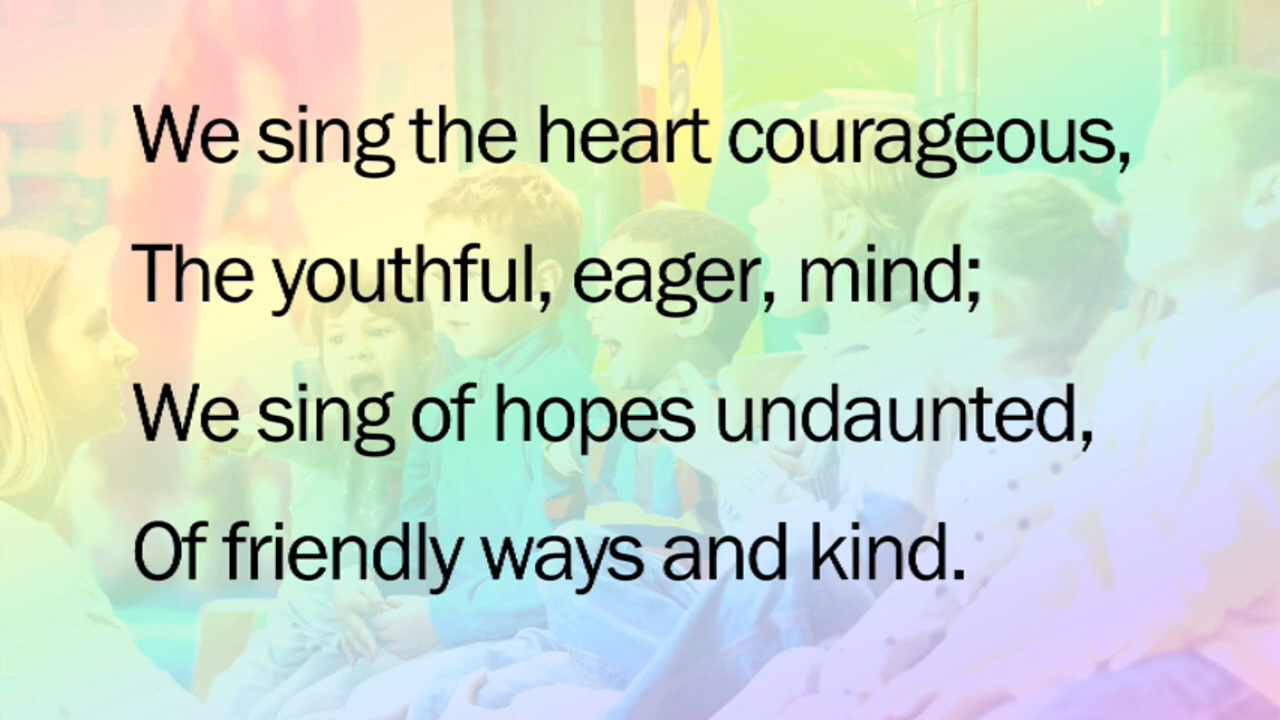 We sing the heart courageous,
The youthful, eager, mind;
We sing of hopes undaunted,
Of friendly ways and kind.